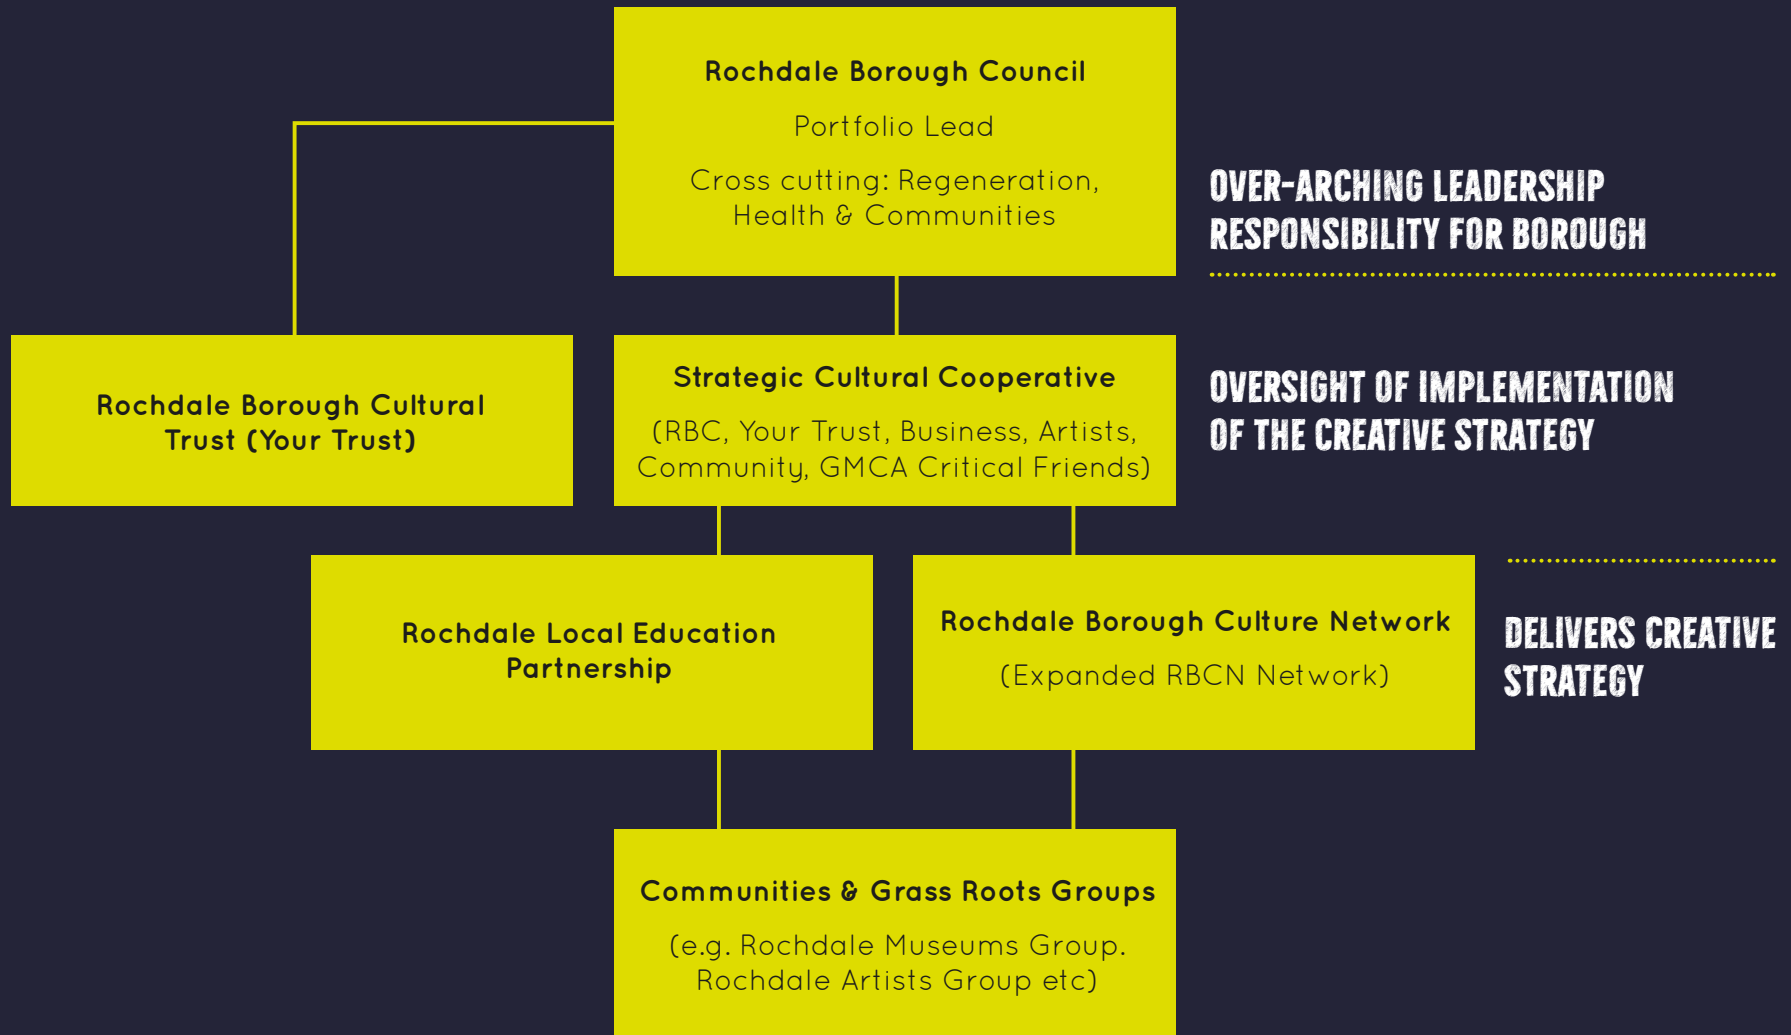 Rochdale Borough Council
Portfolio Lead
Cross cutting: Regeneration,
Health & Communities
OVER-ARCHING LEADERSHIP
RESPONSIBILITY FOR BOROUGH
Rochdale Borough Cultural
Trust (Your Trust)
Strategic Cultural Cooperative
(RBC, Your Trust, Business, Artists,
Community, GMCA Critical Friends)
OVERSIGHT OF IMPLEMENTATION
OF THE CREATIVE STRATEGY
Rochdale Local Education
Partnership
Rochdale Borough Culture Network
(Expanded RBCN Network)
DELIVERS CREATIVE
STRATEGY
Communities & Grass Roots Groups
(e.g. Rochdale Museums Group.
Rochdale Artists Group etc)